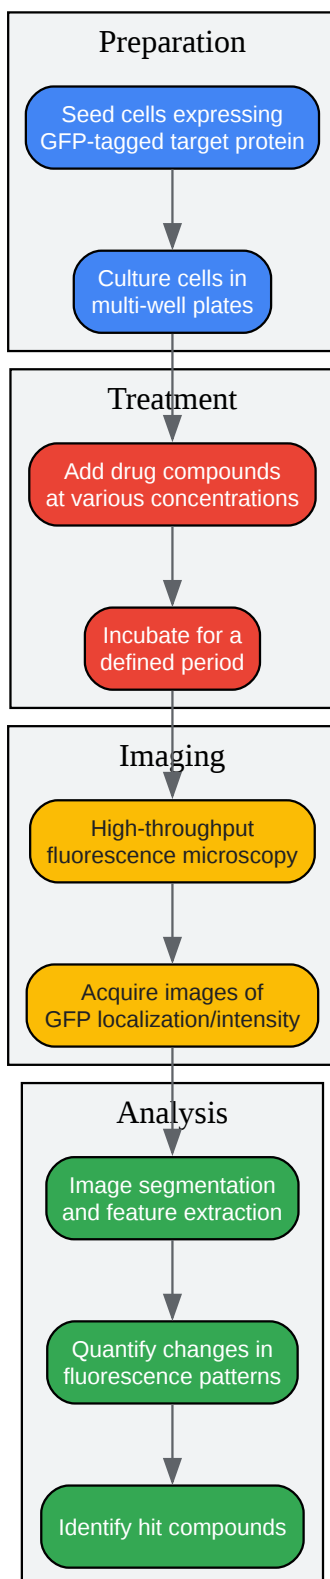 Preparation
Seed cells expressing
GFP-tagged target protein
Culture cells in
multi-well plates
Treatment
Add drug compounds
at various concentrations
Incubate for a
defined period
Imaging
High-throughput
fluorescence microscopy
Acquire images of
GFP localization/intensity
Analysis
Image segmentation
and feature extraction
Quantify changes in
fluorescence patterns
Identify hit compounds